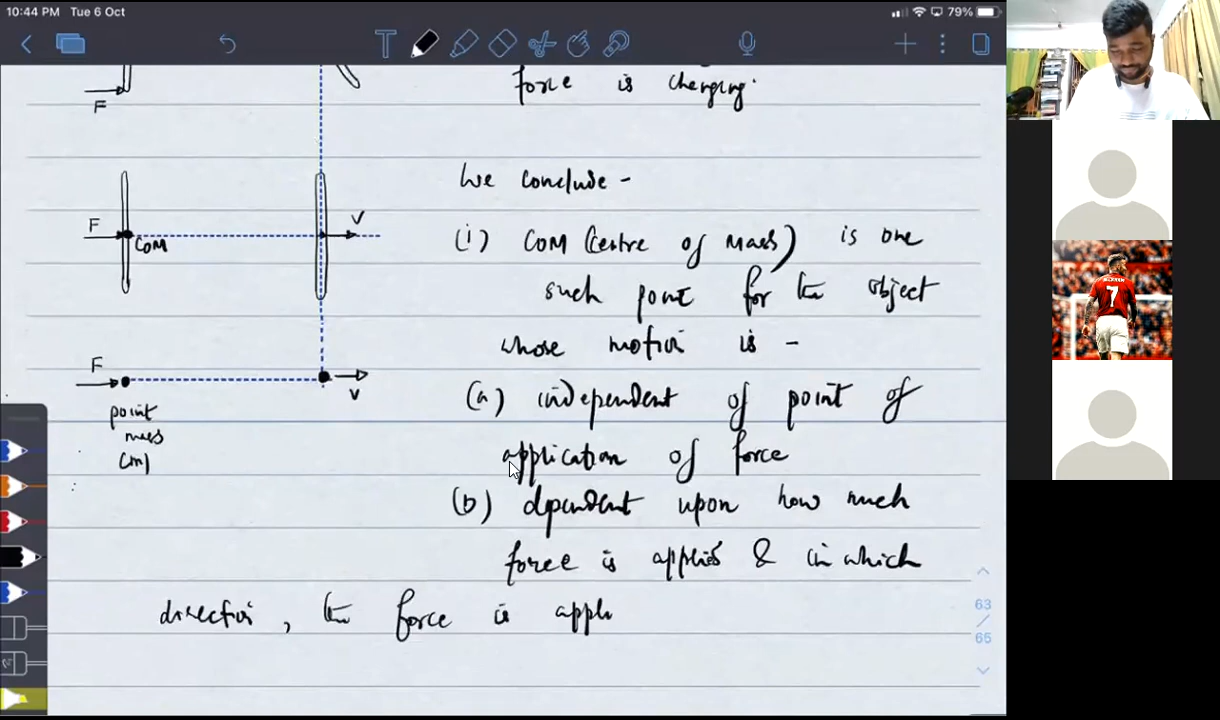 10:44 PM Tue 6 Oct
79%
T
force is changing.
F
We conclude -
F
COM
V
(i) COM (centre of mass) is one
such point for the object
whose motion is -
F
V
point
mass
(m)
(a) independent of point of
application of force
(b) dpendent upon how much
force is applied & in which
direction, the force is appl
63
/
65
7